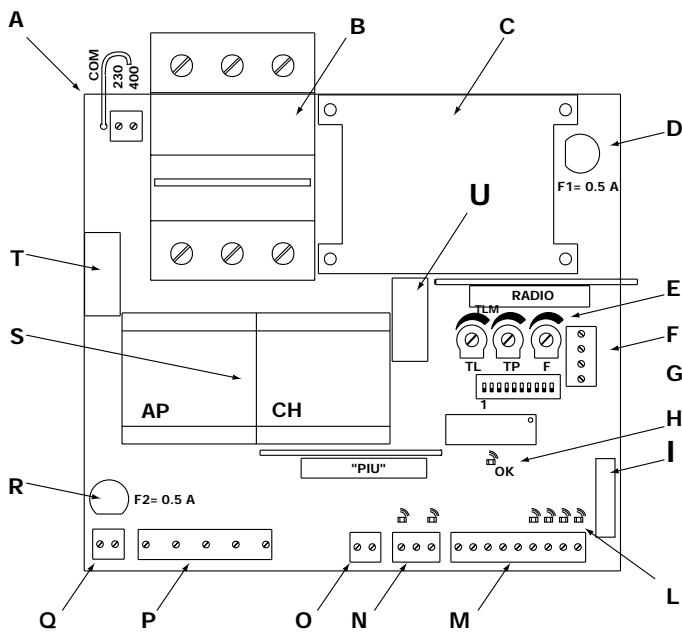 A
B
C
COM
230
400
D
F1= 0.5 A
U
T
RADIO
E
TLM
F
S
TL TP F
G
1
AP CH
H
OK
I
"PIU"
R
F2= 0.5 A
L
Q P O N M